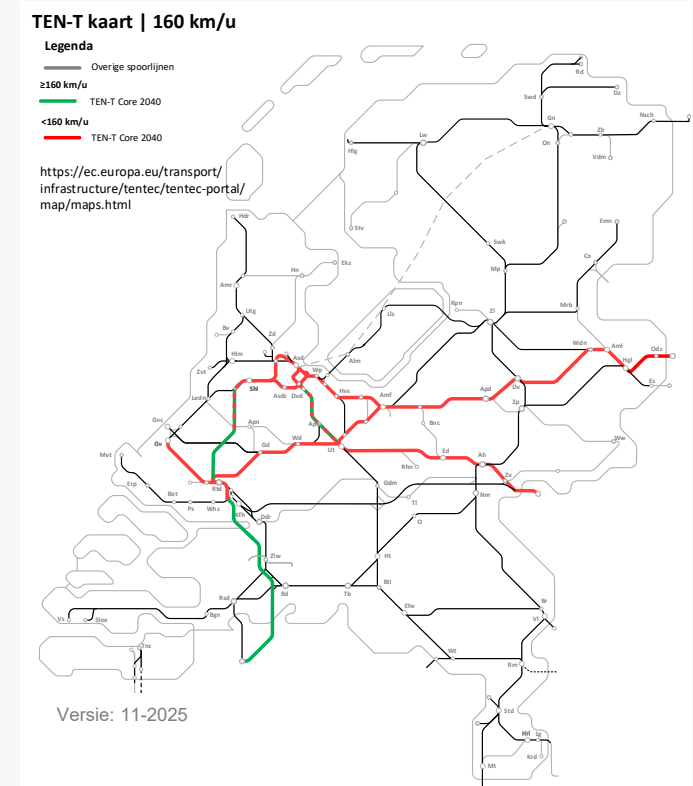 TEN-T kaart | 160 km/u
Legenda
Overige spoorlijnen
≥160 km/u
TEN-T Core 2040
<160 km/u
TEN-T Core 2040
https://ec.europa.eu/transport/
infrastructure/tentec/tentec-portal/
map/maps.html
Rd
Swd
Dz
Nsch
Gn
Lw
Zb
On
Hlg
Vdm
Hdr
Stv
Emn
Swk
Co
Hn
Ekz
Mp
Amr
Kpn
Mrb
Utg
Lls
Zl
Bv
Zd
Wdn
Aml
Hlm
Asd
Alm
Odz
Zvt
Wp
Hgl
Shl
Dv
Es
Asdz
Dvd
Hvs
Amf
Apd
Ledn
Zp
Gvc
Apn
Bnc
Gv
Wd
Ww
Gd
Ut
Mvt
Ed
Ah
Rhn
Zv
Erp
Rtd
Gdm
Bot
Nm
Ps
Whz
Tl
Ddr
O
Zlw
Ht
Rsd
Bd
Tb
Btl
Ehv
Br
Vs
Sloe
Bgn
Vl
Tnz
Wt
Rm
Versie: 11-2025
Std
Hrl
Lg
Krd
Mt